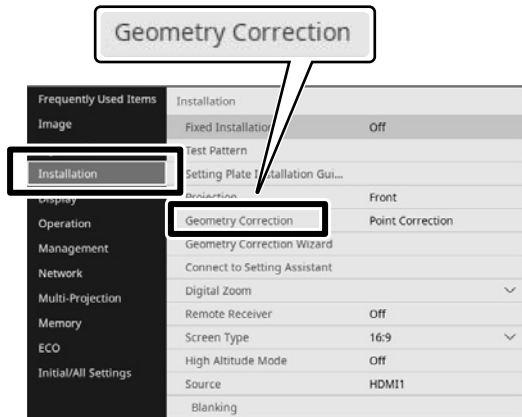 Geometry Correction
Frequently Used Items
Image
Installation
Display
Operation
Management
Network
Multi-Projection
Memory
ECO
Initial/All Settings
Installation
Fixed Installation Off
Test Pattern
Setting Plate Installation Gui...
Projection Front
Geometry Correction Point Correction
Geometry Correction Wizard
Connect to Setting Assistant
Digital Zoom
Remote Receiver Off
Screen Type 16:9
High Altitude Mode Off
Source HDMI1
Blanking